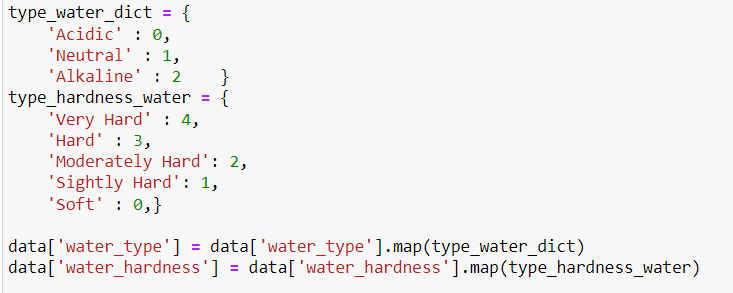 type_water_dict = {
    'Acidic' : 0,
    'Neutral' : 1,
    'Alkaline' : 2    }
type_hardness_water = {
    'Very Hard' : 4,
    'Hard' : 3,
    'Moderately Hard': 2,
    'Sightly Hard': 1,
    'Soft' : 0,}
data['water_type'] = data['water_type'].map(type_water_dict)
data['water_hardness'] = data['water_hardness'].map(type_hardness_water)